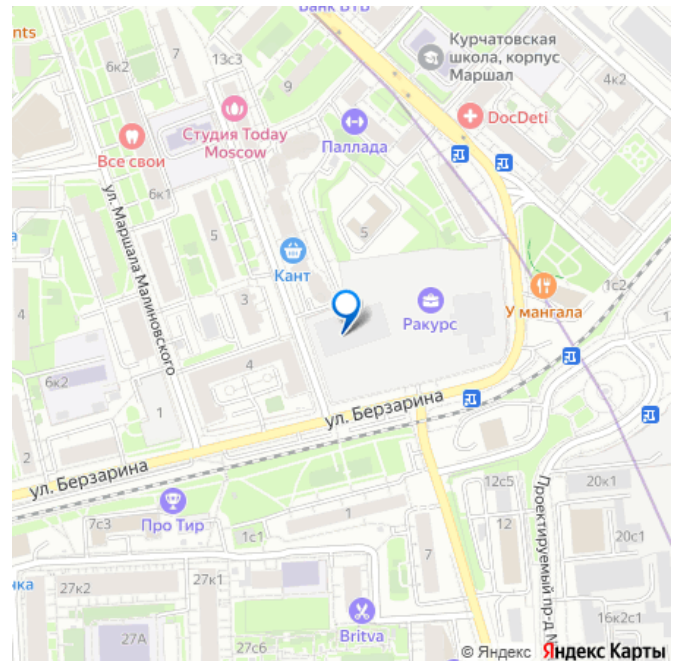 Банк ВТБ
nts
6к2
7
13с3
9
Курчатовская
школа, корпус
Маршал
4к2
Студия Today
Moscow
DocDeti
Все свои
Паллада
6к1
ул. Маршала Малиновского
5
5
Кант
1с2
3
Ракурс
У мангала
4
4
6к2
1
ул. Берзарина
2
ул. Берзарина
12с5
20к1
Про Тир
7с3
1
12
Проектируемый пр-д №
1с1
20с1
7
нка
27к2
27к1
16к2с1
27А
Britva
27с6
© Яндекс Яндекс Карты